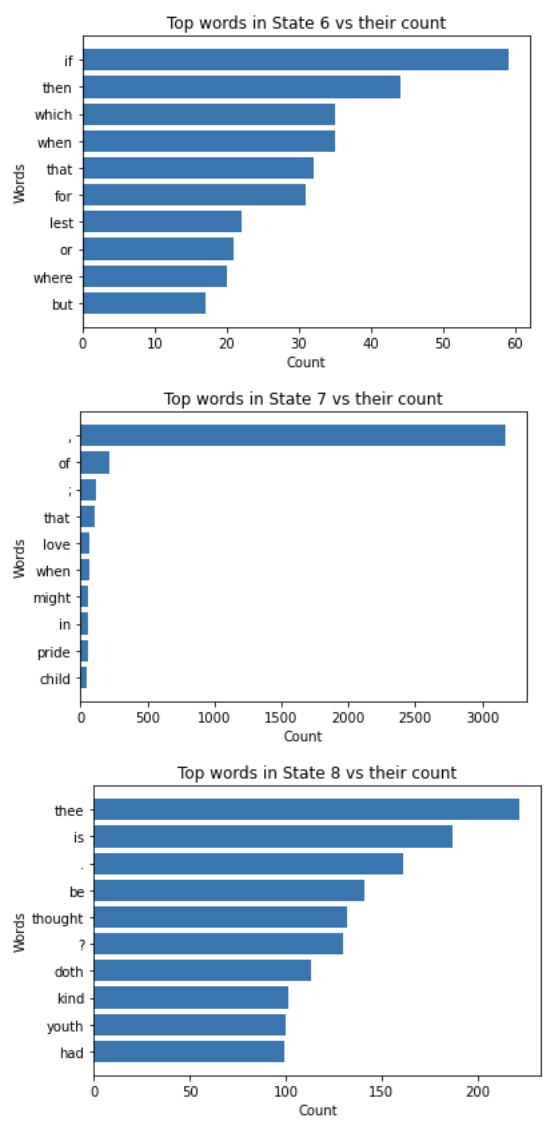 Top words in State 6 vs their count
Words
if
then
which
when
that
for
lest
or
where
but
0 10 20 30 40 50 60
Count
Top words in State 7 vs their count
Words
,
of
;
that
love
when
might
in
pride
child
0 500 1000 1500 2000 2500 3000
Count
Top words in State 8 vs their count
Words
thee
is
.
be
thought
?
doth
kind
youth
had
0 50 100 150 200
Count